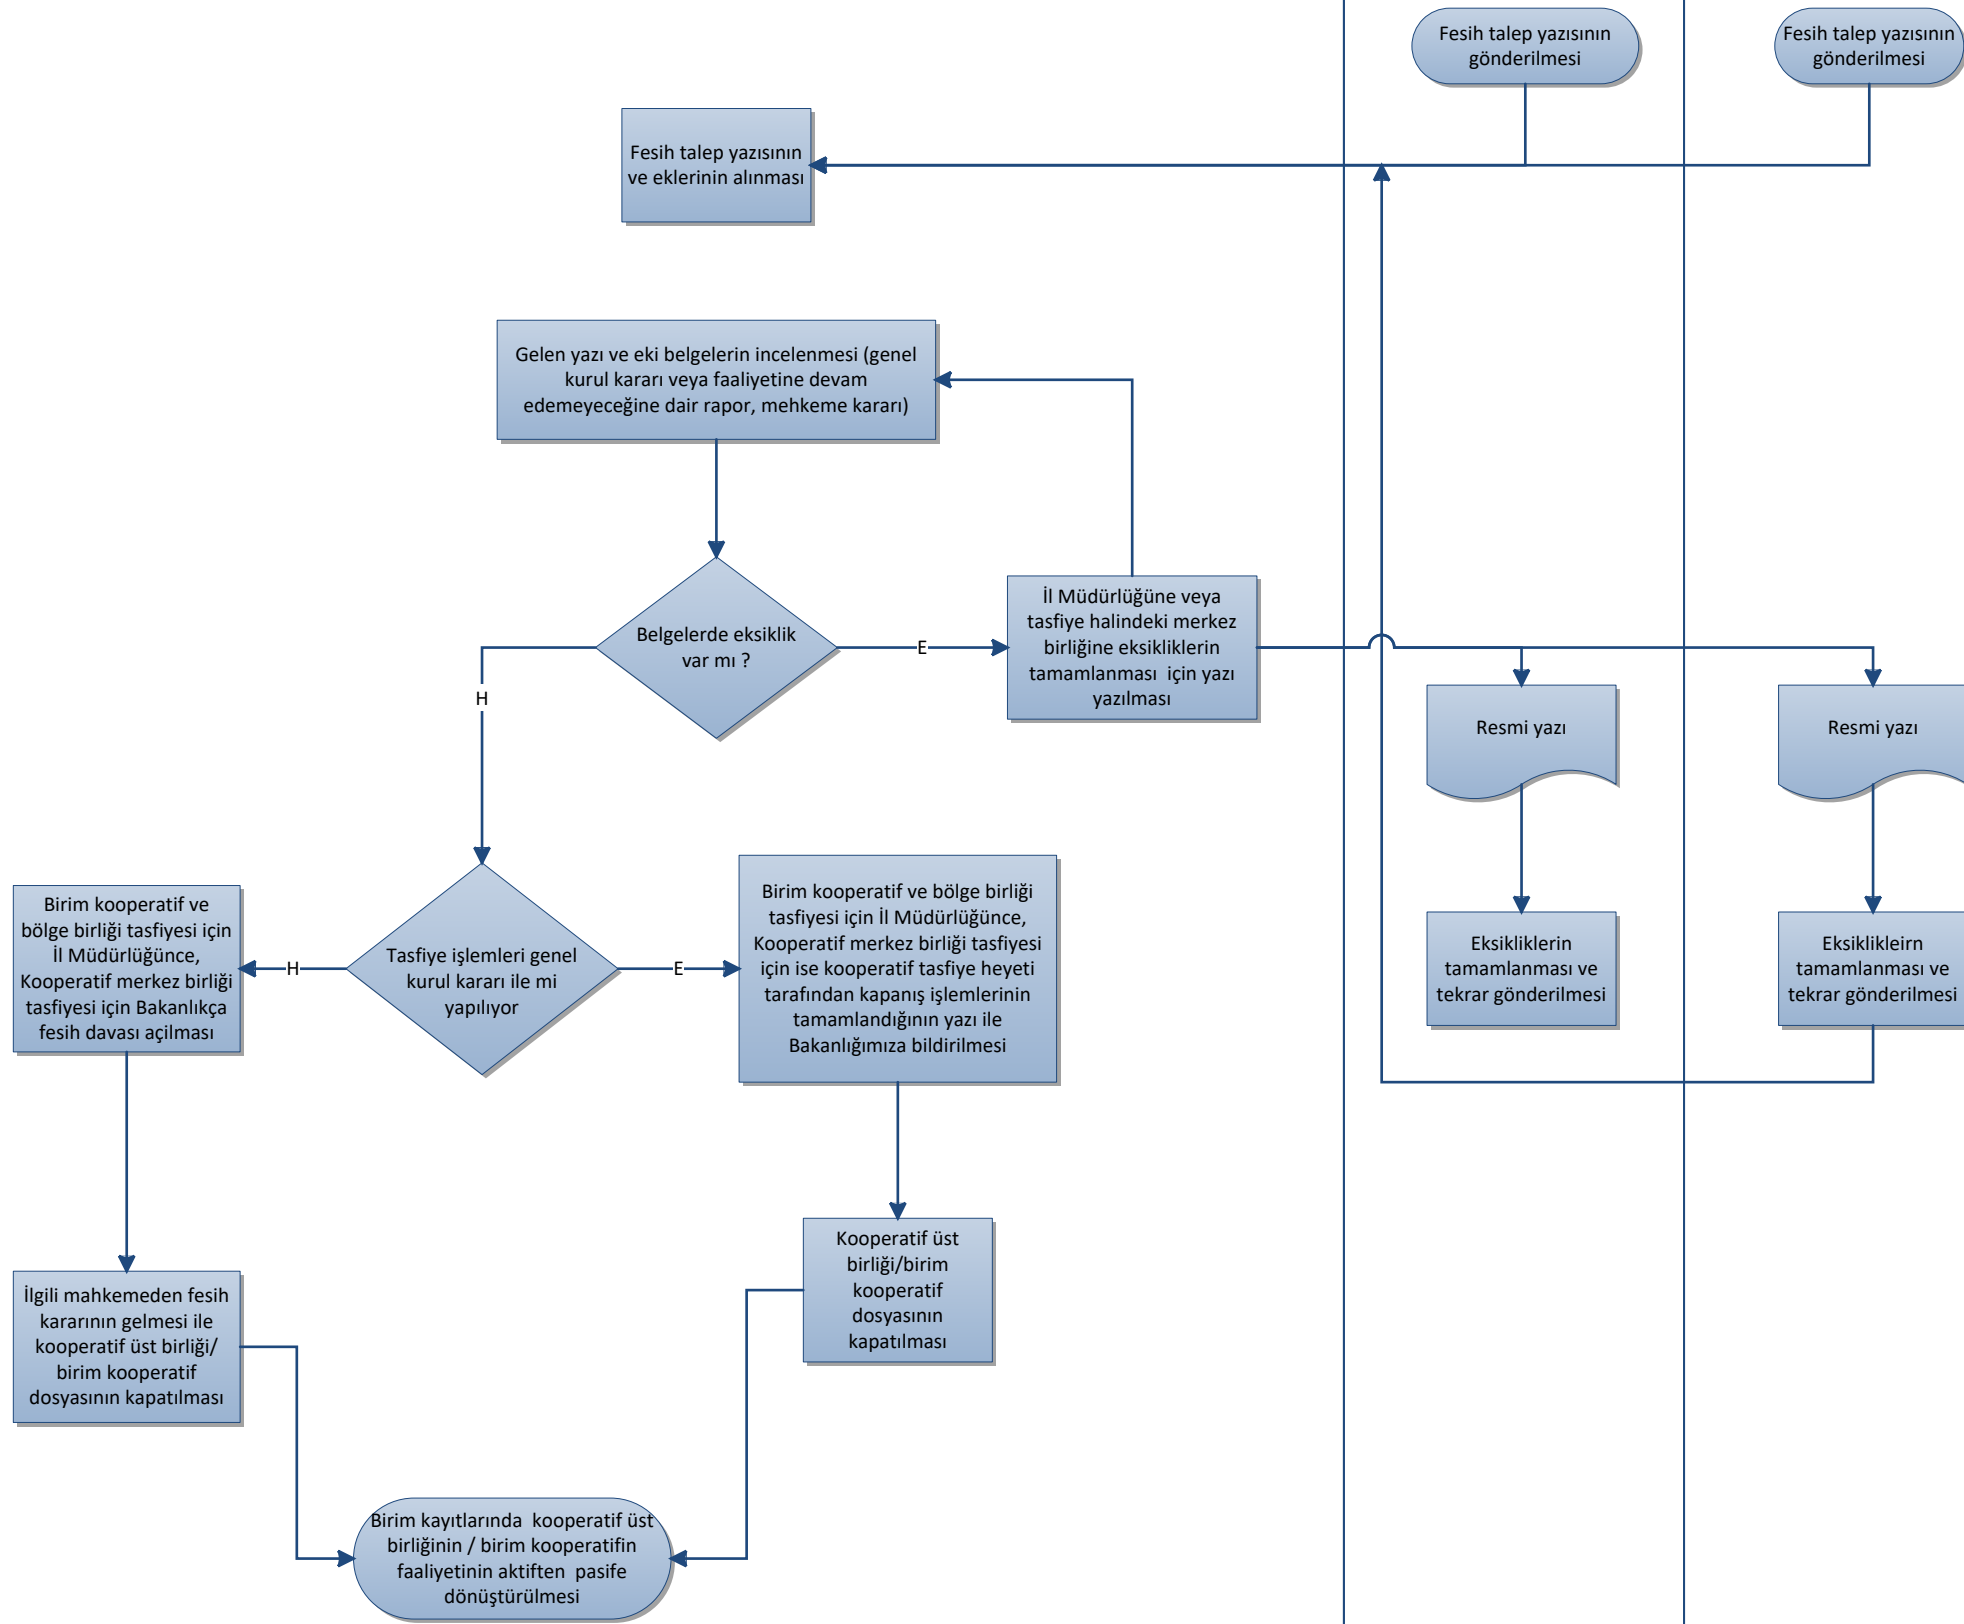 Fesih talep yazısının
gönderilmesi
Fesih talep yazısının
gönderilmesi
Fesih talep yazısının
ve eklerinin alınması
Gelen yazı ve eki belgelerin incelenmesi (genel
kurul kararı veya faaliyetine devam
edemeyeceğine dair rapor, mehkeme kararı)
Belgelerde eksiklik
var mı ?
E
H
İl Müdürlüğüne veya
tasfiye halindeki merkez
birliğine eksikliklerin
tamamlanması  için yazı
yazılması
Resmi yazı
Resmi yazı
Birim kooperatif ve
bölge birliği tasfiyesi için
İl Müdürlüğünce,
Kooperatif merkez birliği
tasfiyesi için Bakanlıkça
fesih davası açılması
H
Tasfiye işlemleri genel
kurul kararı ile mi
yapılıyor
E
Birim kooperatif ve bölge birliği
tasfiyesi için İl Müdürlüğünce,
Kooperatif merkez birliği tasfiyesi
için ise kooperatif tasfiye heyeti
tarafından kapanış işlemlerinin
tamamlandığının yazı ile
Bakanlığımıza bildirilmesi
Eksikliklerin
tamamlanması ve
tekrar gönderilmesi
Eksiklikleirn
tamamlanması ve
tekrar gönderilmesi
İlgili mahkemeden fesih
kararının gelmesi ile
kooperatif üst birliği/
birim kooperatif
dosyasının kapatılması
Kooperatif üst
birliği/birim
kooperatif
dosyasının
kapatılması
Birim kayıtlarında  kooperatif üst
birliğinin / birim kooperatifin
faaliyetinin aktiften  pasife
dönüştürülmesi